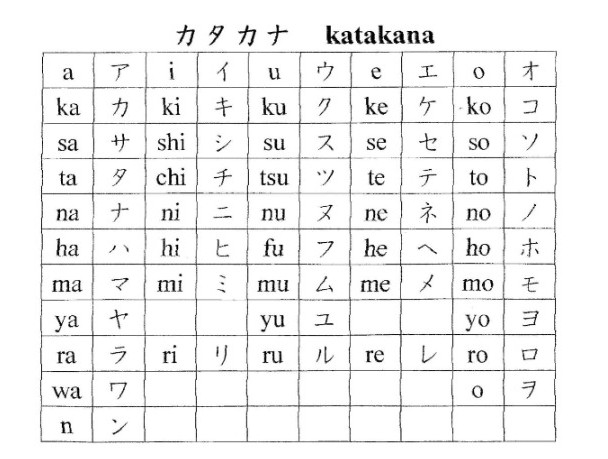 カタカナ katakana
a ア i イ u ウ e エ o オ
ka カ ki キ ku ク ke ケ ko コ
sa サ shi シ su ス se セ so ソ
ta タ chi チ tsu ツ te テ to ト
na ナ ni ニ nu ヌ ne ネ no ノ
ha ハ hi ヒ fu フ he ヘ ho ホ
ma マ mi ミ mu ム me メ mo モ
ya ヤ yu ユ yo ヨ
ra ラ ri リ ru ル re レ ro ロ
wa ワ o ヲ
n ン